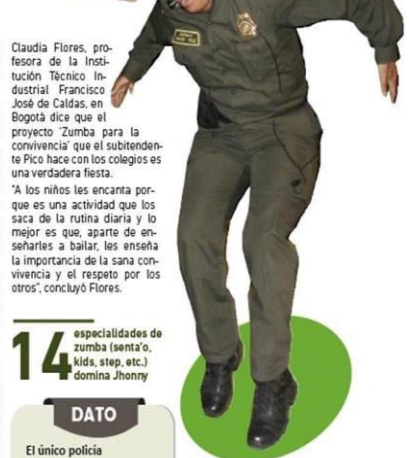 Claudia Flores, pro-
fesora de la Insti-
tución Técnico In-
dustrial Francisco
José de Caldas, en
Bogotá dice que el
proyecto 'Zumba para la
convivencia' que el subintenden-
te Pico hace con los colegios es
una verdadera fiesta.
"A los niños les encanta por-
que es una actividad que los
saca de la rutina diaria y lo
mejor es que, aparte de en-
señarles a bailar, les enseña
la importancia de la sana con-
vivencia y el respeto por los
otros", concluyó Flores.
14 especialidades de
zumba (senta'o,
kids, step, etc.)
domina Jhonny
DATO
El único policía